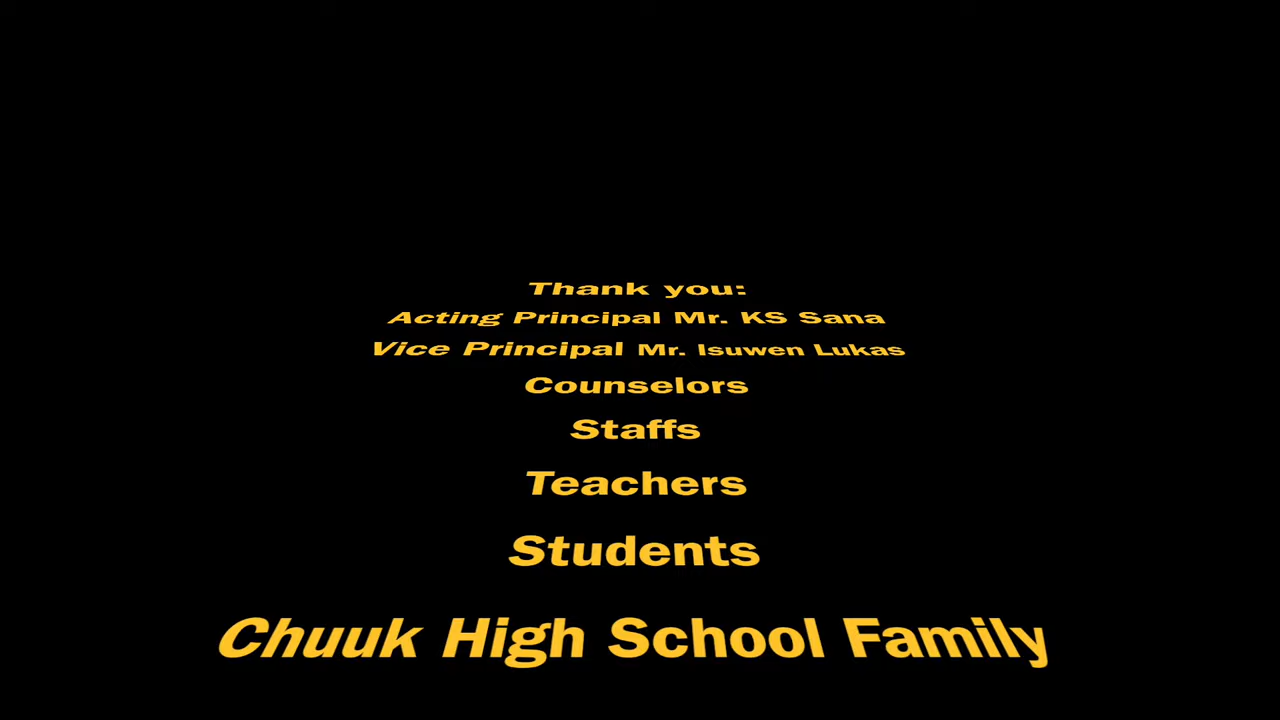 Thank you:
Acting Principal Mr. KS Sana
Vice Principal Mr. Isuwen Lukas
Counselors
Staffs
Teachers
Students
Chuuk High School Family